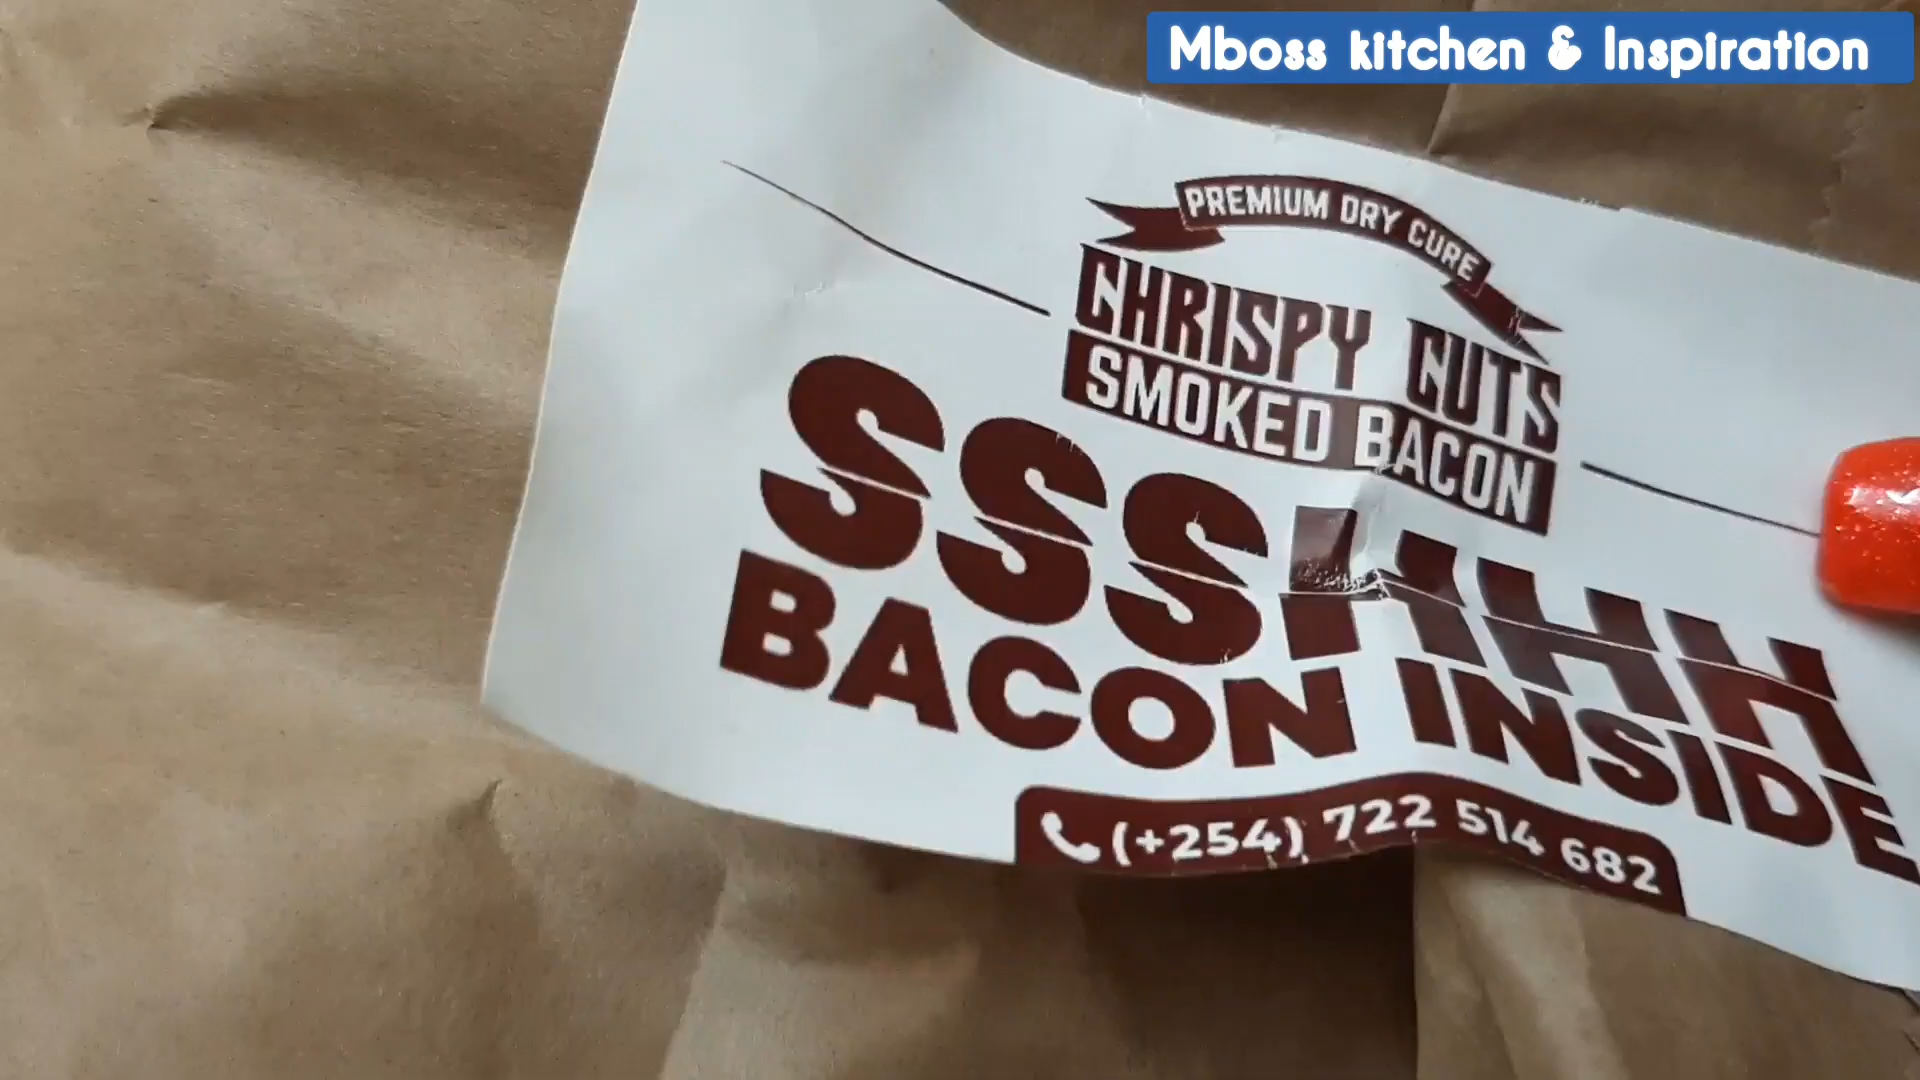 Mboss kitchen & Inspiration
PREMIUM DRY CURE
CHRISPY CUTS
SMOKED BACON
SSSHHH
BACON INSIDE
(+254) 722 514 682